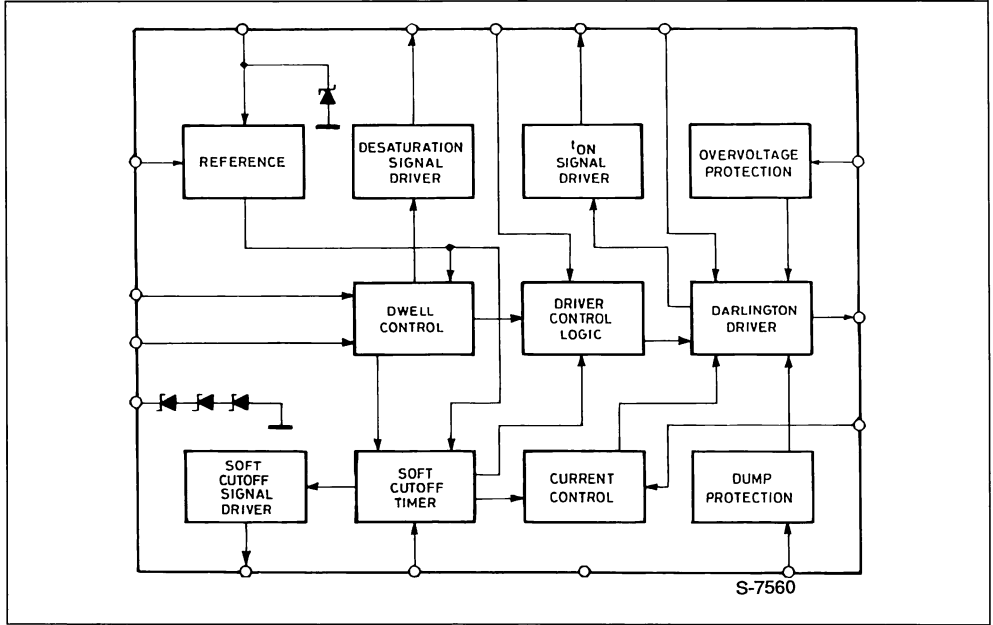 REFERENCE
DESATURATION
SIGNAL
DRIVER
tON
SIGNAL
DRIVER
OVERVOLTAGE
PROTECTION
DWELL
CONTROL
DRIVER
CONTROL
LOGIC
DARLINGTON
DRIVER
SOFT
CUTOFF
SIGNAL
DRIVER
SOFT
CUTOFF
TIMER
CURRENT
CONTROL
DUMP
PROTECTION
S-7560